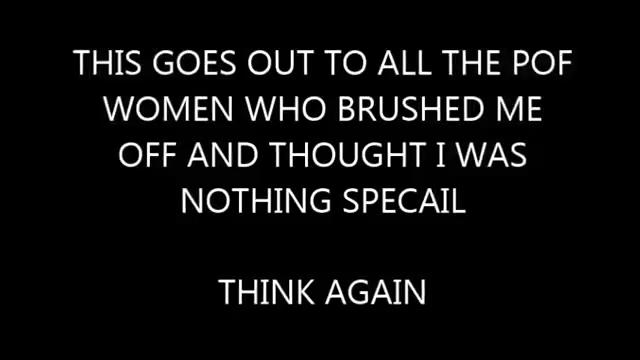 THIS GOES OUT TO ALL THE POF
WOMEN WHO BRUSHED ME
OFF AND THOUGHT I WAS
NOTHING SPECAIL
THINK AGAIN